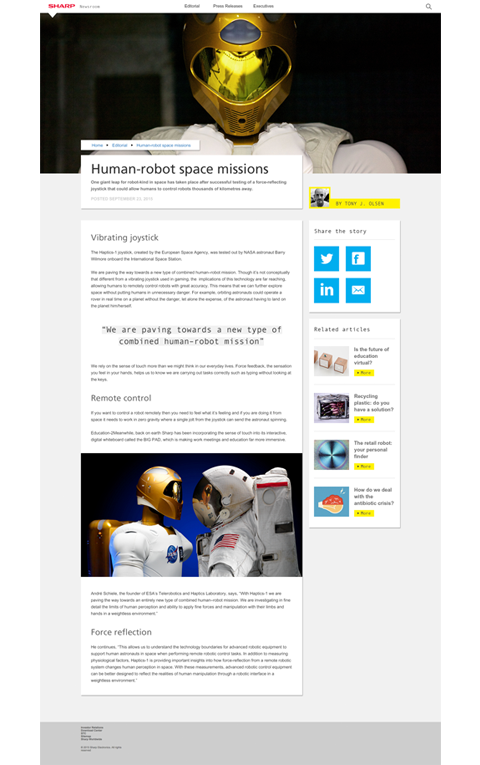 SHARP Newsroom
Editorial Press Releases Executives
Home • Editorial • Human-robot space missions
Human-robot space missions
One giant leap for robot-kind in space has taken place after successful testing of a force-reflecting
joystick that could allow humans to control robots thousands of kilometres away.
POSTED SEPTEMBER 23, 2015
BY TONY J. OLSEN
Vibrating joystick
The Haptics-1 joystick, created by the European Space Agency, was tested out by NASA astronaut Barry
Wilmore onboard the International Space Station.
We are paving the way towards a new type of combined human-robot mission. Though it's not conceptually
that different from a vibrating joystick used in gaming, the implications of this technology are far reaching,
allowing humans to remotely control robots with great accuracy. This means that we can further explore
space without putting humans in unnecessary danger. For example, orbiting astronauts could operate a
rover in real time on a planet without the danger, let alone the expense, of the astronaut having to land on
the planet him/herself.
"We are paving towards a new type of
combined human-robot mission"
We rely on the sense of touch more than we might think in our everyday lives. Force feedback, the sensation
you feel in your hands, helps us to know we are carrying out tasks correctly such as typing without looking at
the keys.
Remote control
If you want to control a robot remotely then you need to feel what it's feeling and if you are doing it from
space it needs to work in zero gravity where a single jolt from the joystick can send the astronaut spinning.
Education-2Meanwhile, back on earth Sharp has been incorporating the sense of touch into its interactive,
digital whiteboard called the BIG PAD, which is making work meetings and education far more immersive.
NASA
André Schiele, the founder of ESA's Telerobotics and Haptics Laboratory, says: "With Haptics-1 we are
paving the way towards an entirely new type of combined human-robot mission. We are investigating in fine
detail the limits of human perception and ability to apply fine forces and manipulation with their limbs and
hands in a weightless environment."
Force reflection
He continues, "This allows us to understand the technology boundaries for advanced robotic equipment to
support human astronauts in space when performing remote robotic control tasks. In addition to measuring
physiological factors, Haptics-1 is providing important insights into how force-reflection from a remote robotic
system changes human perception in space. With these measurements, advanced robotic control equipment
can be better designed to reflect the realities of human manipulation through a robotic interface in a
weightless environment."
Share the story
Related articles
Is the future of
education
virtual?
More
Recycling
plastic: do you
have a solution?
More
The retail robot:
your personal
finder
More
How do we deal
with the
antibiotic crisis?
More